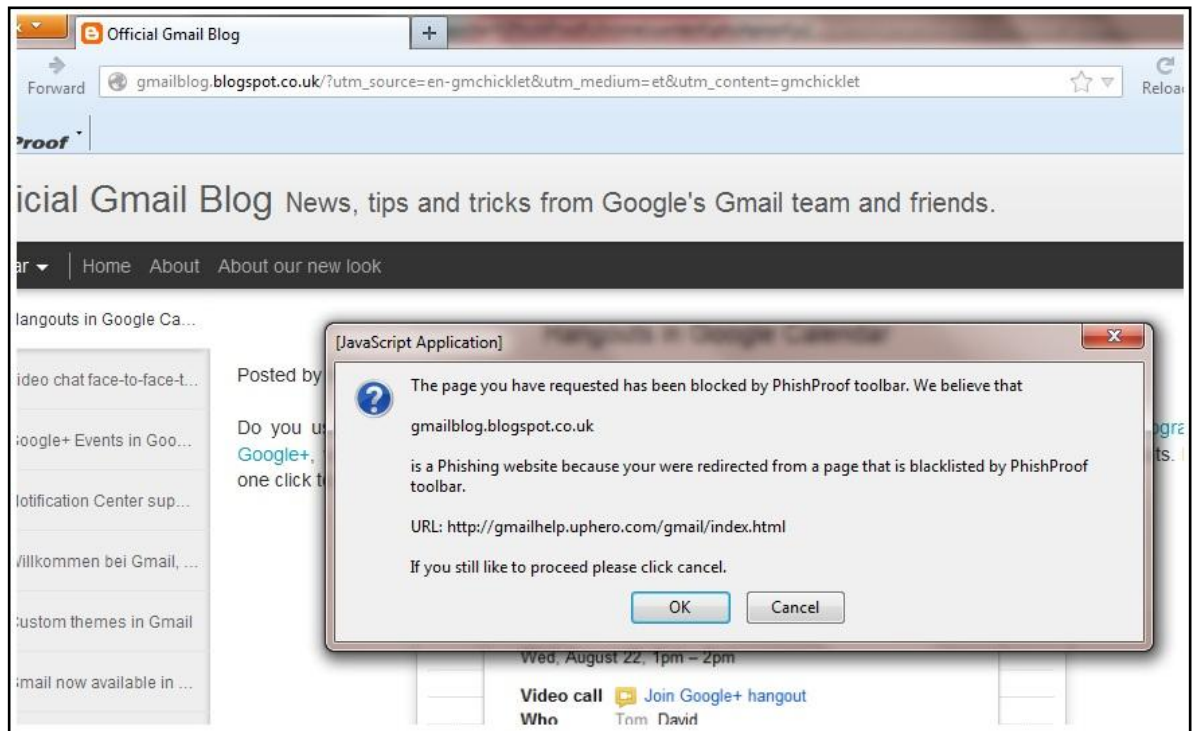 Official Gmail Blog
+
Forward
gmailblog.blogspot.co.uk/?utm_source=en-gmchicklet&utm_medium=et&utm_content=gmchicklet
Reload
Proof
icial Gmail Blog News, tips and tricks from Google's Gmail team and friends.
ar Home About About our new look
Hangouts in Google Ca...
Hangouts in Google Calendar
[JavaScript Application]
ideo chat face-to-face-t...
Posted by
The page you have requested has been blocked by PhishProof toolbar. We believe that
Google+ Events in Goo...
Do you u
gmailblog.blogspot.co.uk
Google+,
ts.
is a Phishing website because your were redirected from a page that is blacklisted by PhishProof
one click t
toolbar.
Notification Center sup...
URL: http://gmailhelp.uphero.com/gmail/index.html
Willkommen bei Gmail, ...
If you still like to proceed please click cancel.
OK Cancel
Custom themes in Gmail
Wed, August 22, 1pm – 2pm
Gmail now available in ...
Video call Join Google+ hangout
Who Tom, David